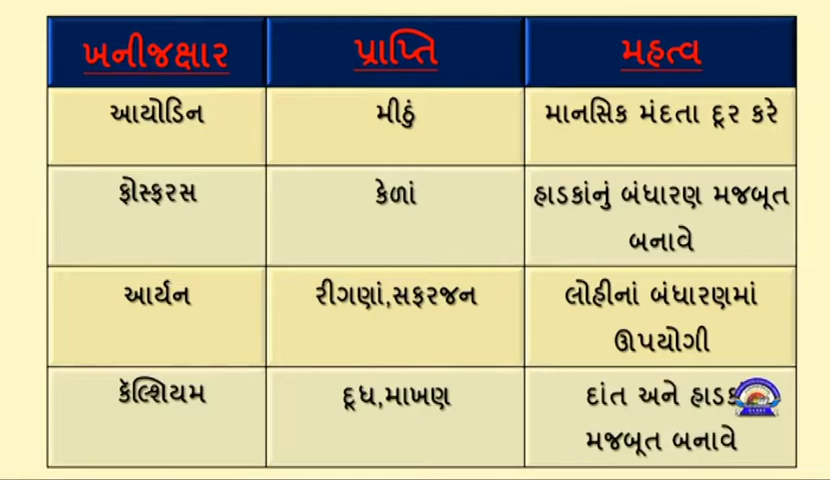 ખનીજક્ષાર પ્રાપ્તિ મહત્વ
આયોડિન મીઠું માનસિક મંદતા દૂર કરે
ફોસ્ફરસ કેળાં હાડકાંનું બંધારણ મજબૂત
બનાવે
આર્યન રીગણાં,સફરજન લોહીનાં બંધારણમાં
ઊપયોગી
કૅલ્શિયમ દૂધ,માખણ દાંત અને
મજબૂત બનાવે